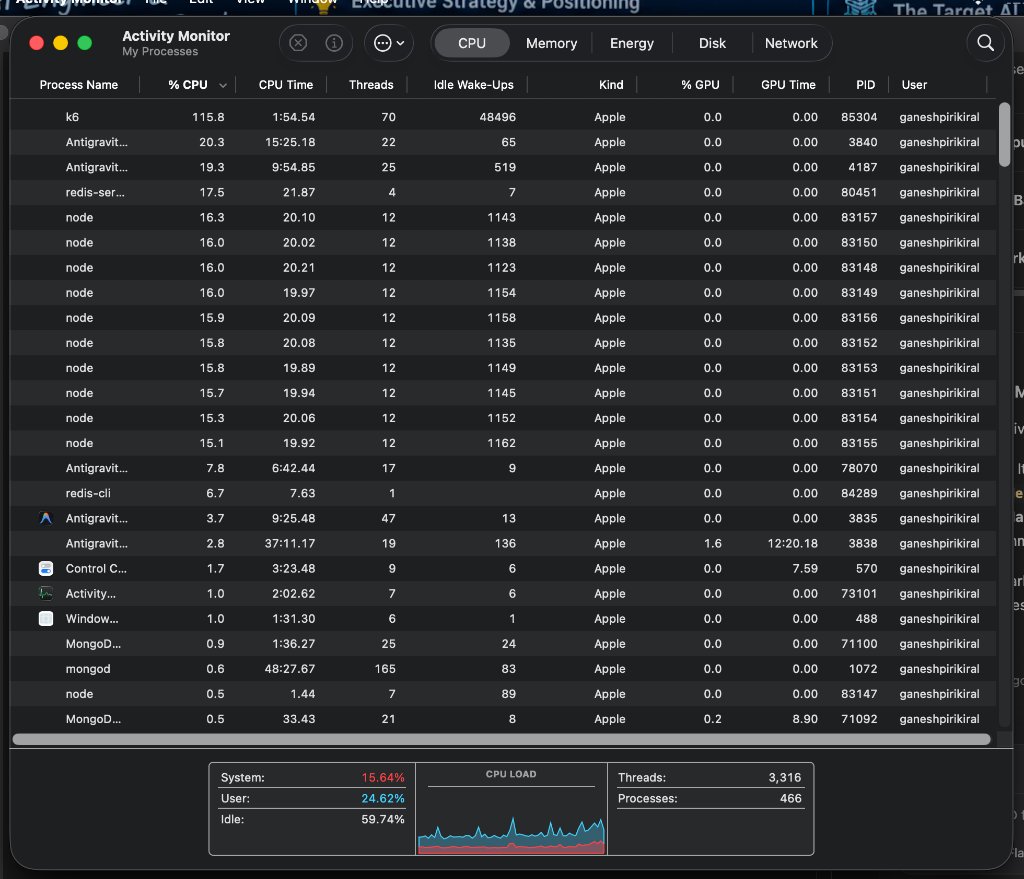 Activity Monitor File Edit View Window Help
Executive Strategy & Positioning
Activity Monitor
My Processes
CPU Memory Energy Disk Network
Process Name % CPU CPU Time Threads Idle Wake-Ups Kind % GPU GPU Time PID User
k6 115.8 1:54.54 70 48496 Apple 0.0 0.00 85304 ganeshpirikiral
Antigravit... 20.3 15:25.18 22 65 Apple 0.0 0.00 3840 ganeshpirikiral
Antigravit... 19.3 9:54.85 25 519 Apple 0.0 0.00 4187 ganeshpirikiral
redis-ser... 17.5 21.87 4 7 Apple 0.0 0.00 80451 ganeshpirikiral
node 16.3 20.10 12 1143 Apple 0.0 0.00 83157 ganeshpirikiral
node 16.0 20.02 12 1138 Apple 0.0 0.00 83150 ganeshpirikiral
node 16.0 20.21 12 1123 Apple 0.0 0.00 83148 ganeshpirikiral
node 16.0 19.97 12 1154 Apple 0.0 0.00 83149 ganeshpirikiral
node 15.9 20.09 12 1158 Apple 0.0 0.00 83156 ganeshpirikiral
node 15.8 20.08 12 1135 Apple 0.0 0.00 83152 ganeshpirikiral
node 15.8 19.89 12 1149 Apple 0.0 0.00 83153 ganeshpirikiral
node 15.7 19.94 12 1145 Apple 0.0 0.00 83151 ganeshpirikiral
node 15.3 20.06 12 1152 Apple 0.0 0.00 83154 ganeshpirikiral
node 15.1 19.92 12 1162 Apple 0.0 0.00 83155 ganeshpirikiral
Antigravit... 7.8 6:42.44 17 9 Apple 0.0 0.00 78070 ganeshpirikiral
redis-cli 6.7 7.63 1 Apple 0.0 0.00 84289 ganeshpirikiral
Antigravit... 3.7 9:25.48 47 13 Apple 0.0 0.00 3835 ganeshpirikiral
Antigravit... 2.8 37:11.17 19 136 Apple 1.6 12:20.18 3838 ganeshpirikiral
Control C... 1.7 3:23.48 9 6 Apple 0.0 7.59 570 ganeshpirikiral
Activity... 1.0 2:02.62 7 6 Apple 0.0 0.00 73101 ganeshpirikiral
Window... 1.0 1:31.30 6 1 Apple 0.0 0.00 488 ganeshpirikiral
MongoD... 0.9 1:36.27 25 24 Apple 0.0 0.00 71100 ganeshpirikiral
mongod 0.6 48:27.67 165 83 Apple 0.0 0.00 1072 ganeshpirikiral
node 0.5 1.44 7 89 Apple 0.0 0.00 83147 ganeshpirikiral
MongoD... 0.5 33.43 21 8 Apple 0.2 8.90 71092 ganeshpirikiral
System: 15.64%
User: 24.62%
Idle: 59.74%
CPU LOAD
Threads: 3,316
Processes: 466